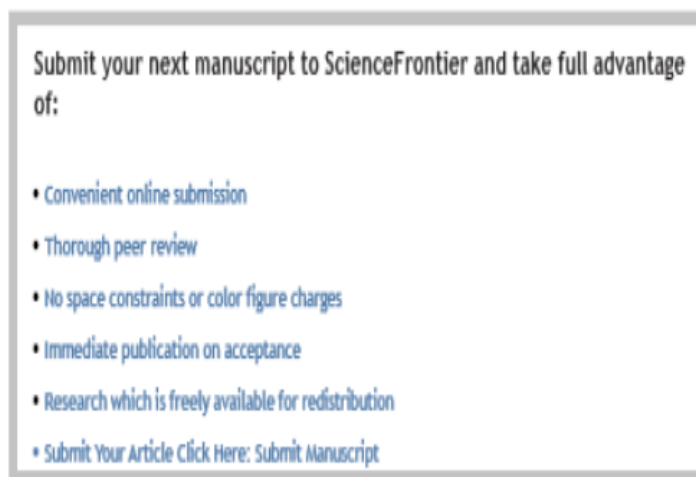 Submit your next manuscript to ScienceFrontier and take full advantage
of:
• Convenient online submission
• Thorough peer review
• No space constraints or color figure charges
• Immediate publication on acceptance
• Research which is freely available for redistribution
• Submit Your Article Click Here: Submit Manuscript